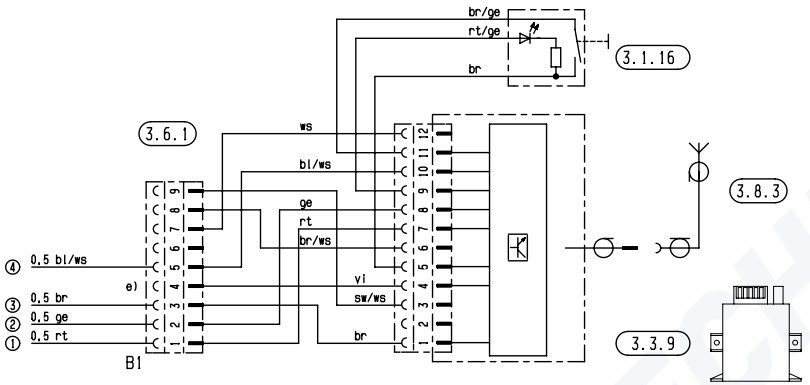 br/ge
rt/ge
3.1.16
br
3.6.1
ws
12
11
bl/ws
10
9
9
3.8.3
8
ge
8
7
rt
7
6
br/ws
6
④ 0,5 bl/ws
5
5
e)
4
vi
4
③ 0,5 br
3
sw/ws
3
② 0,5 ge
2
2
① 0,5 rt
1
br
1
3.3.9
B1